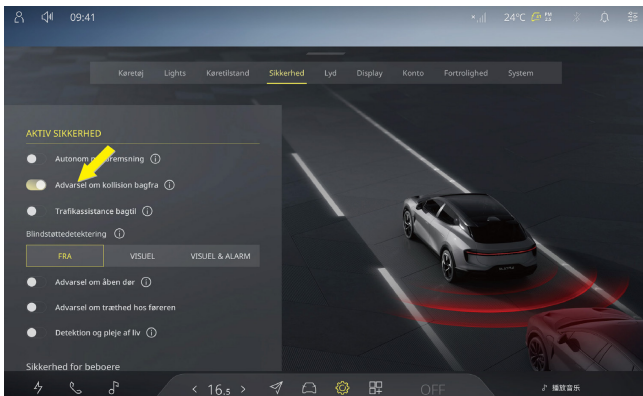 09:41
24°C
Køretøj Lights Køretilstand Sikkerhed Lyd Display Konto Fortrolighed System
AKTIV SIKKERHED
Autonom
Advarsel om kollision bagfra
Trafikassistance bagtil
Blindstøttedetektering
FRA VISUEL VISUEL & ALARM
Advarsel om åben dør
Advarsel om træthed hos føreren
Detektion og pleje af liv
Sikkerhed for beboere
< 16.5 > OFF 播放音乐